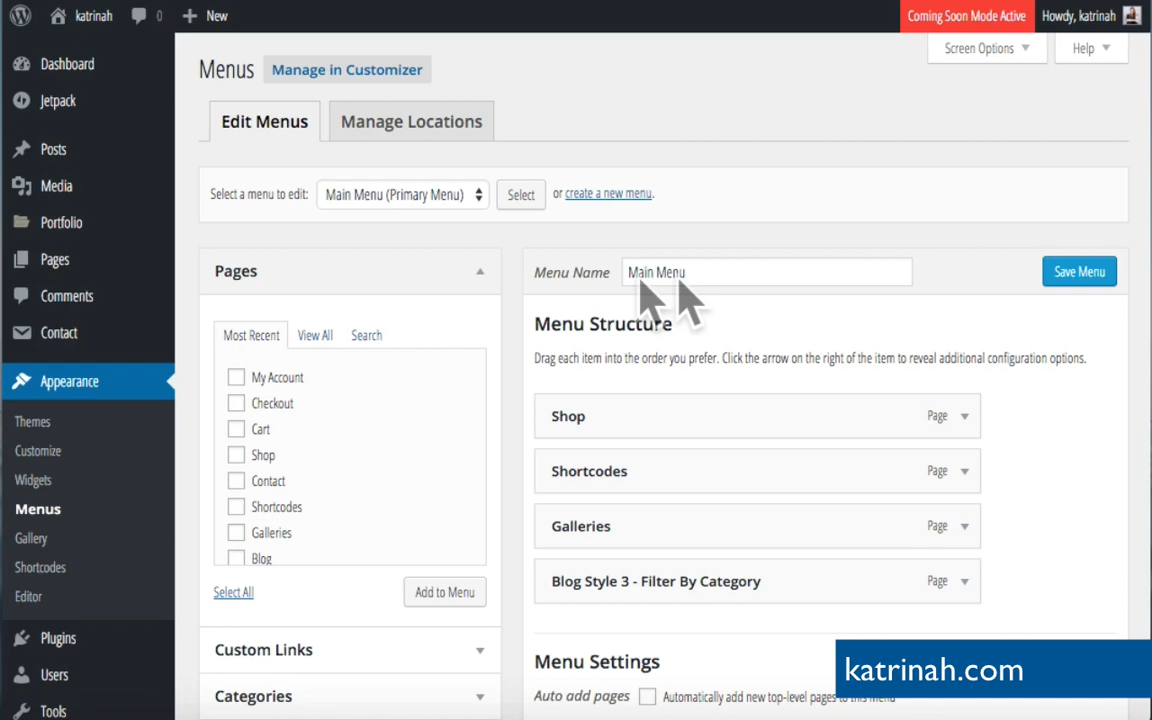 katrinah
0
New
Coming Soon Mode Active
Howdy, katrinah
Screen Options
Help
Dashboard
Jetpack
Posts
Media
Portfolio
Pages
Comments
Contact
Appearance
Themes
Customize
Widgets
Menus
Gallery
Shortcodes
Editor
Plugins
Users
Tools
Menus
Manage in Customizer
Edit Menus
Manage Locations
Select a menu to edit:
Main Menu (Primary Menu)
Select
or create a new menu.
Pages
Most Recent
View All
Search
My Account
Checkout
Cart
Shop
Contact
Shortcodes
Galleries
Blog
Select All
Add to Menu
Custom Links
Categories
Menu Name
Main Menu
Save Menu
Menu Structure
Drag each item into the order you prefer. Click the arrow on the right of the item to reveal additional configuration options.
Shop Page
Shortcodes Page
Galleries Page
Blog Style 3 - Filter By Category Page
Menu Settings
Auto add pages
Automatically add new top-level pages to this menu
katrinah.com